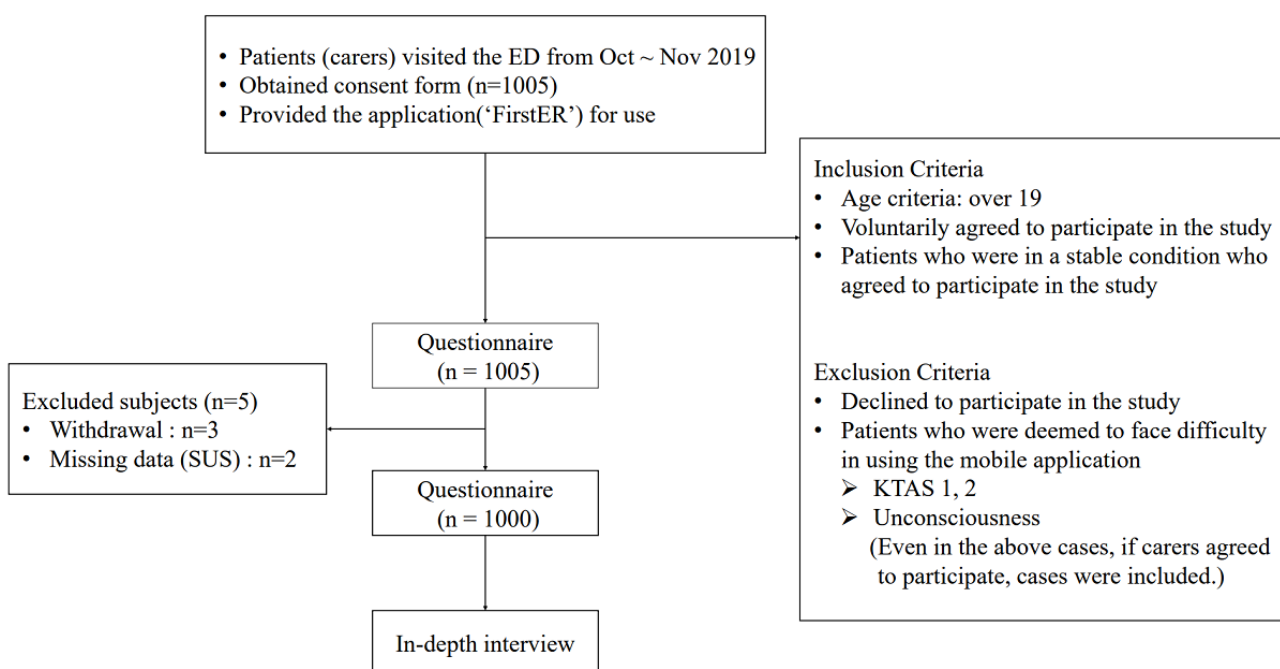 • Patients (carers) visited the ED from Oct ~ Nov 2019
• Obtained consent form (n=1005)
• Provided the application(‘FirstER’) for use
Inclusion Criteria
• Age criteria: over 19
• Voluntarily agreed to participate in the study
• Patients who were in a stable condition who
agreed to participate in the study
Exclusion Criteria
• Declined to participate in the study
• Patients who were deemed to face difficulty
in using the mobile application
➢ KTAS 1, 2
➢ Unconsciousness
(Even in the above cases, if carers agreed
to participate, cases were included.)
Questionnaire
(n = 1005)
Excluded subjects (n=5)
• Withdrawal : n=3
• Missing data (SUS) : n=2
Questionnaire
(n = 1000)
In-depth interview